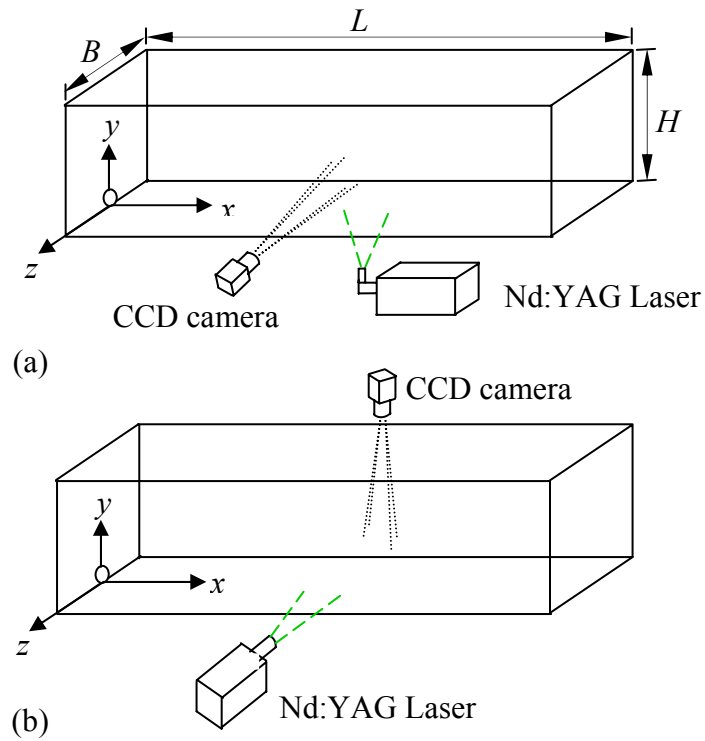 B
L
H
y
x
z
CCD camera
Nd:YAG Laser
(a)
CCD camera
y
x
z
Nd:YAG Laser
(b)